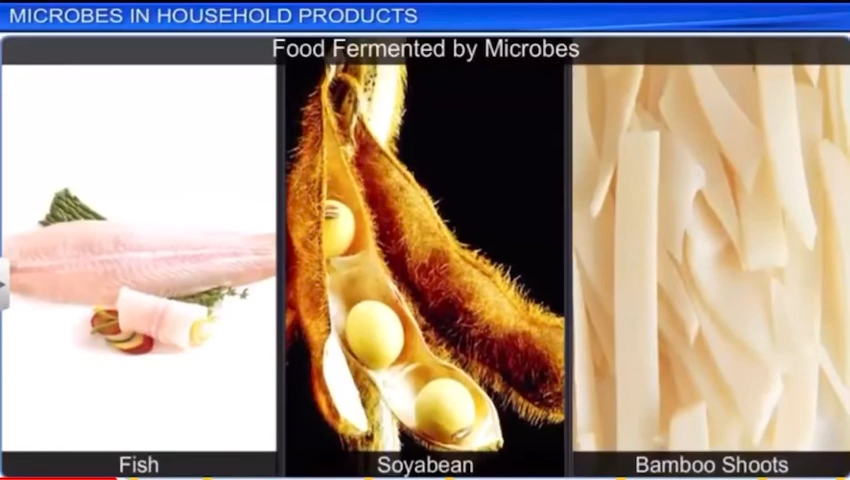 MICROBES IN HOUSEHOLD PRODUCTS
Food Fermented by Microbes
Fish
Soyabean
Bamboo Shoots